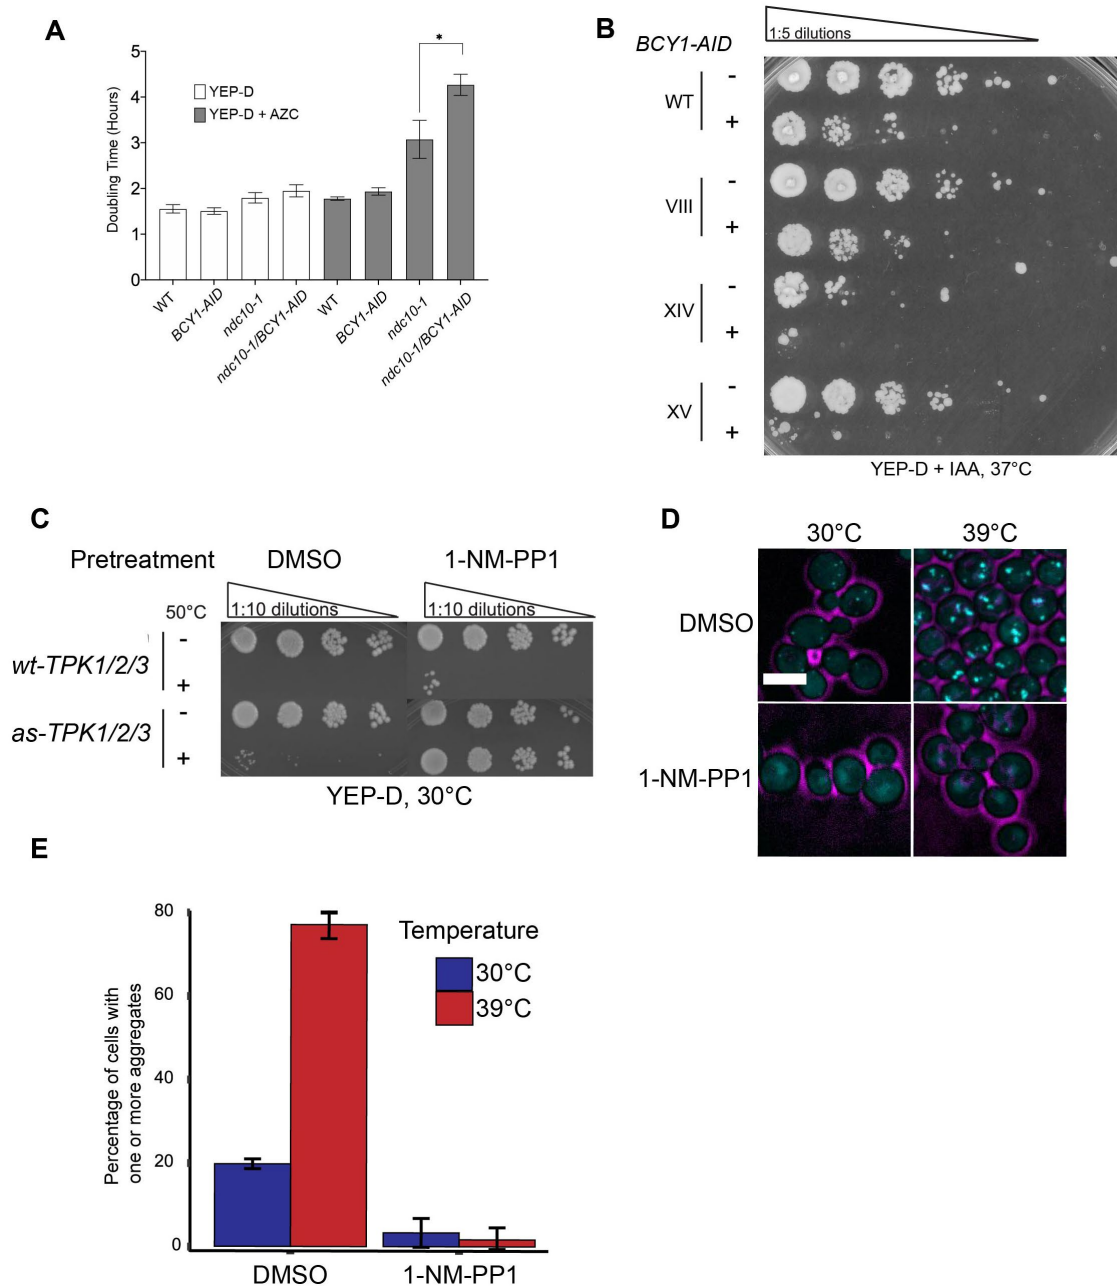 A
5
4
3
2
1
0
Doubling Time (Hours)
YEP-D
YEP-D + AZC
*
WT
BCY1-AID
ndc10-1
ndc10-1/BCY1-AID
WT
BCY1-AID
ndc10-1
ndc10-1/BCY1-AID
B
BCY1-AID
1:5 dilutions
WT
-
+
VIII
-
+
XIV
-
+
XV
-
+
YEP-D + IAA, 37°C
C
Pretreatment
DMSO
1-NM-PP1
50°C
1:10 dilutions
1:10 dilutions
wt-TPK1/2/3
-
+
as-TPK1/2/3
-
+
YEP-D, 30°C
D
30°C
39°C
DMSO
1-NM-PP1
E
80
60
40
20
0
Percentage of cells with
one or more aggregates
Temperature
30°C
39°C
DMSO
1-NM-PP1